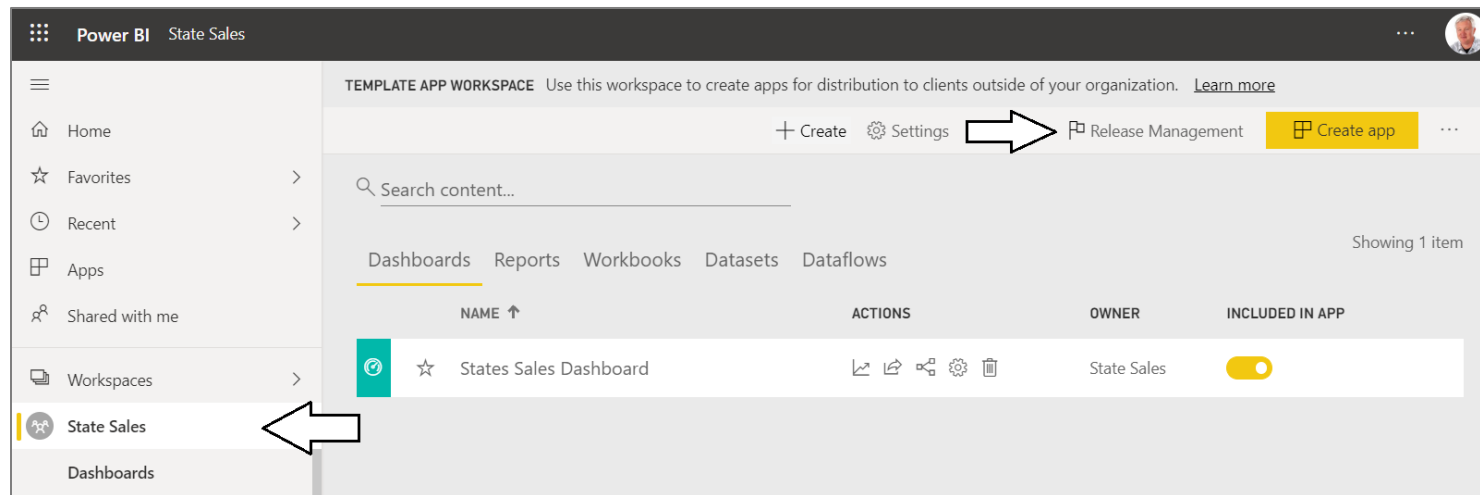 Power BI State Sales
TEMPLATE APP WORKSPACE Use this workspace to create apps for distribution to clients outside of your organization. Learn more
Create Settings Release Management Create app
Home
Favorites
Recent
Apps
Shared with me
Workspaces
State Sales
Dashboards
Search content...
Showing 1 item
Dashboards Reports Workbooks Datasets Dataflows
NAME ACTIONS OWNER INCLUDED IN APP
States Sales Dashboard State Sales